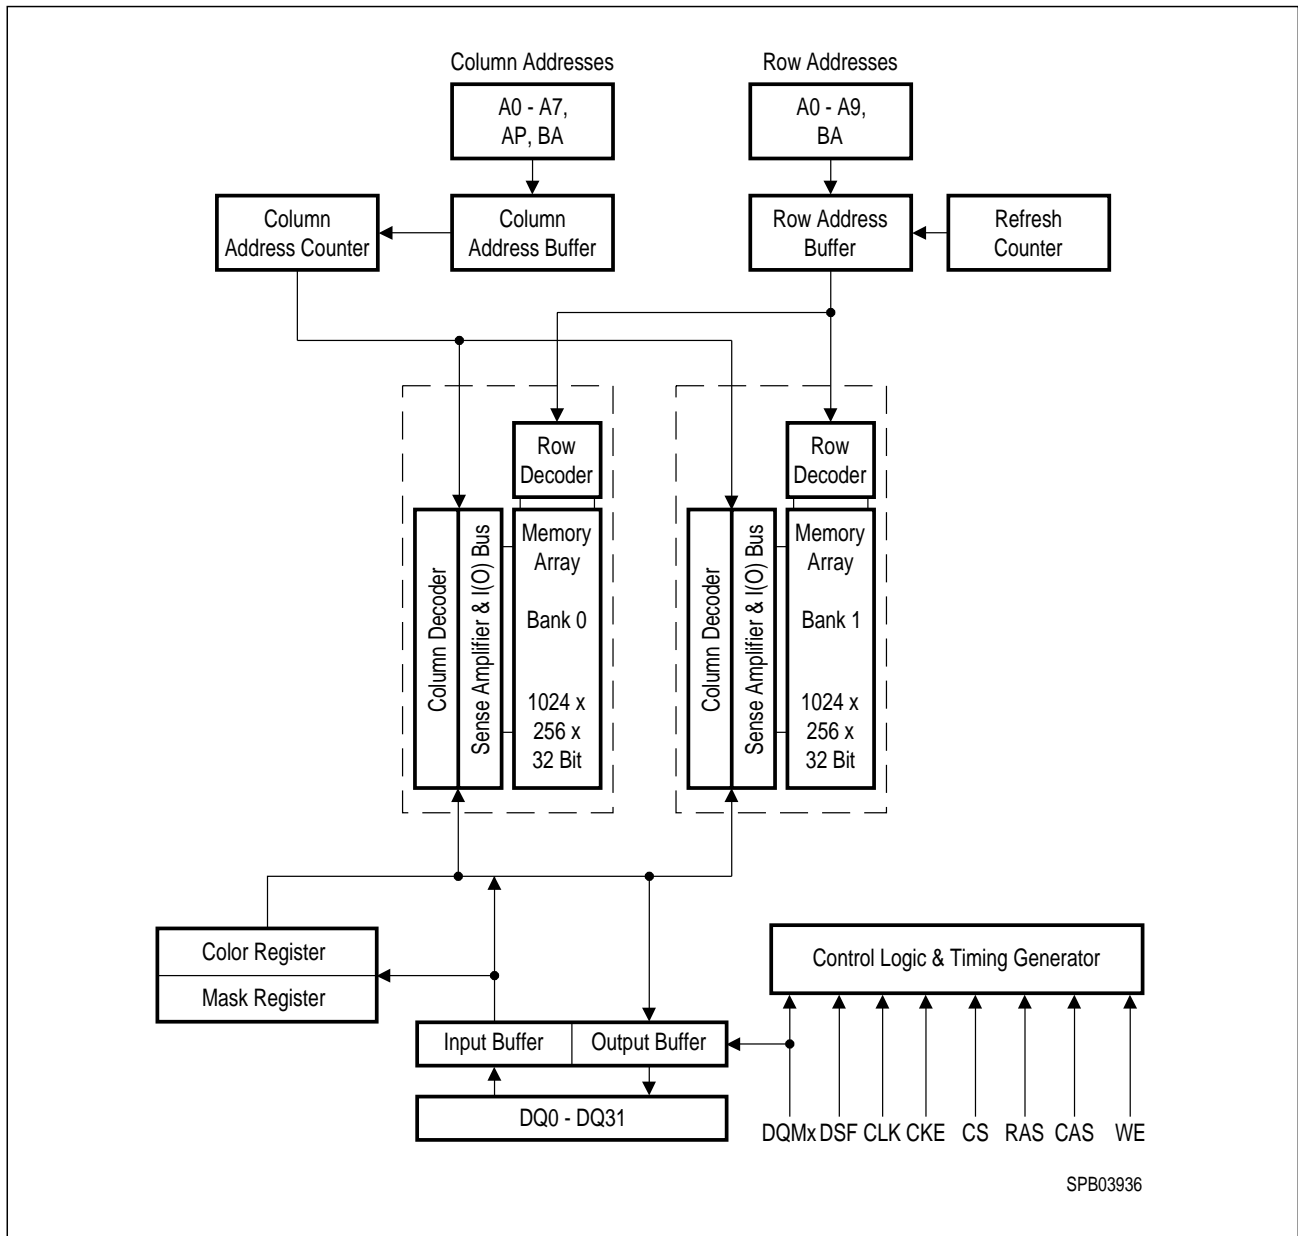 Column Addresses
Row Addresses
A0 - A7,
AP, BA
A0 - A9,
BA
Column
Address Counter
Column
Address Buffer
Row Address
Buffer
Refresh
Counter
Row
Decoder
Row
Decoder
Column Decoder
Sense Amplifier & I(O) Bus
Memory
Array
Bank 0
1024 x
256 x
32 Bit
Column Decoder
Sense Amplifier & I(O) Bus
Memory
Array
Bank 1
1024 x
256 x
32 Bit
Color Register
Mask Register
Control Logic & Timing Generator
Input Buffer
Output Buffer
DQ0 - DQ31
DQMx DSF CLK CKE CS RAS CAS WE
SPB03936